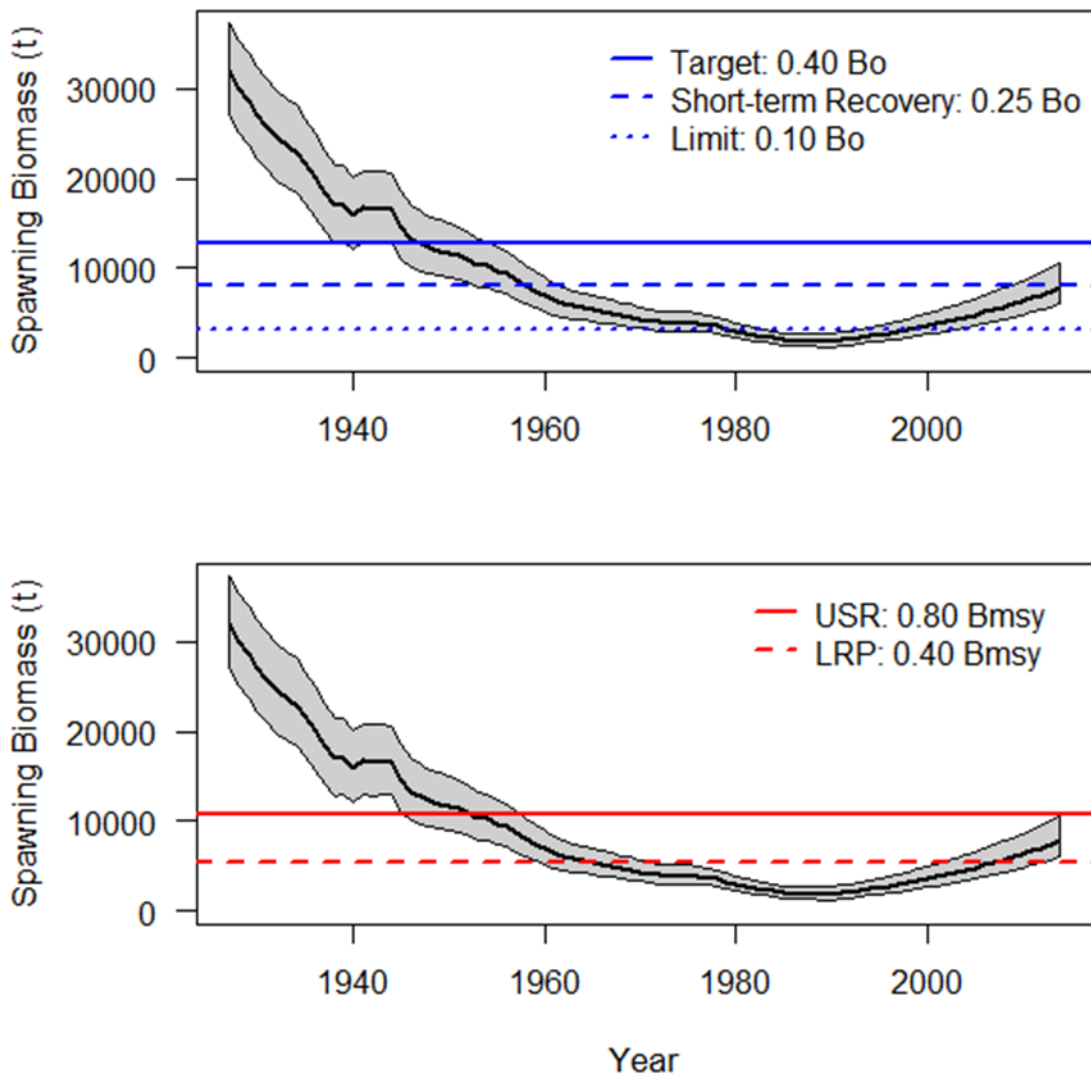 Spawning Biomass (t)
30000
20000
10000
0
Target: 0.40 Bo
Short-term Recovery: 0.25 Bo
Limit: 0.10 Bo
1940 1960 1980 2000
Spawning Biomass (t)
30000
20000
10000
0
USR: 0.80 Bmsy
LRP: 0.40 Bmsy
1940 1960 1980 2000
Year